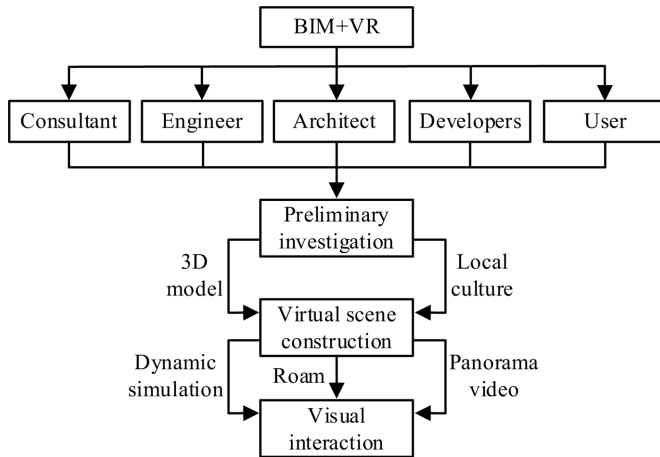 BIM+VR
Consultant
Engineer
Architect
Developers
User
Preliminary
investigation
3D
model
Local
culture
Virtual scene
construction
Dynamic
simulation
Roam
Panorama
video
Visual
interaction